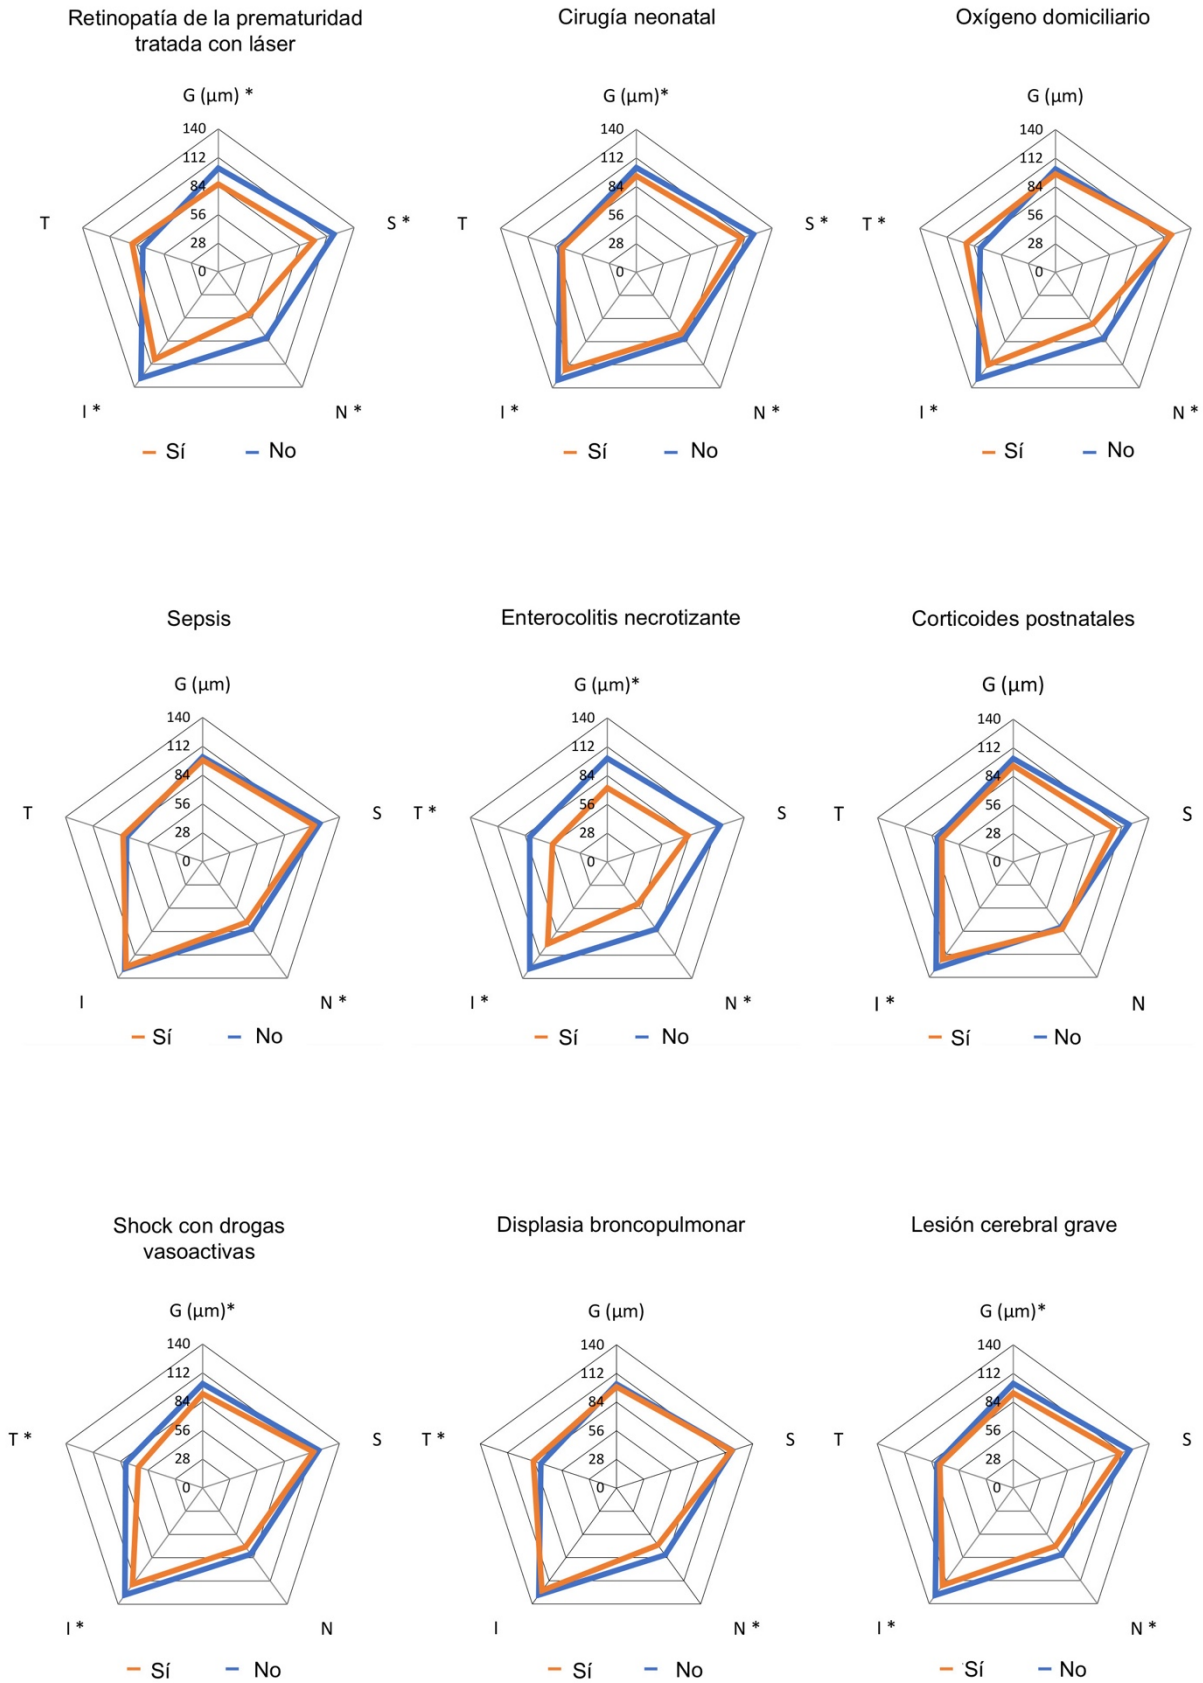 Retinopatía de la prematuridad
tratada con láser
G (μm) *
140
112
84
56
28
0
T
S *
I *
N *
Sí
No
Cirugía neonatal
G (μm)*
140
112
84
56
28
0
T
S *
I *
N *
Sí
No
Oxígeno domiciliario
G (μm)
140
112
84
56
28
0
T *
I *
N *
Sí
No
Sepsis
G (μm)
140
112
84
56
28
0
T
S
I
N *
Sí
No
Enterocolitis necrotizante
G (μm)*
140
112
84
56
28
0
T *
S
I *
N *
Sí
No
Corticoides postnatales
G (μm)
140
112
84
56
28
0
T
S
I *
N
Sí
No
Shock con drogas
vasoactivas
G (μm)*
140
112
84
56
28
0
T *
S
I *
N
Sí
No
Displasia broncopulmonar
G (μm)
140
112
84
56
28
0
T *
S
I
N *
Sí
No
Lesión cerebral grave
G (μm)*
140
112
84
56
28
0
T
S
I *
N *
Sí
No